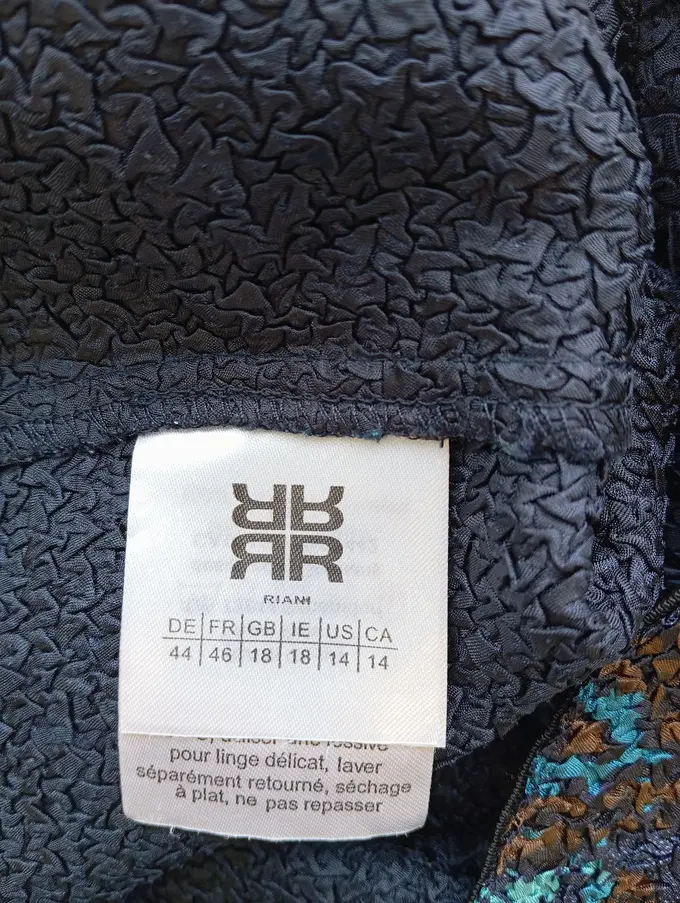 RIANI
DE FR GB IE US CA
44 46 18 18 14 14
pour linge délicat, laver
séparément retourné, séchage
à plat, ne pas repasser